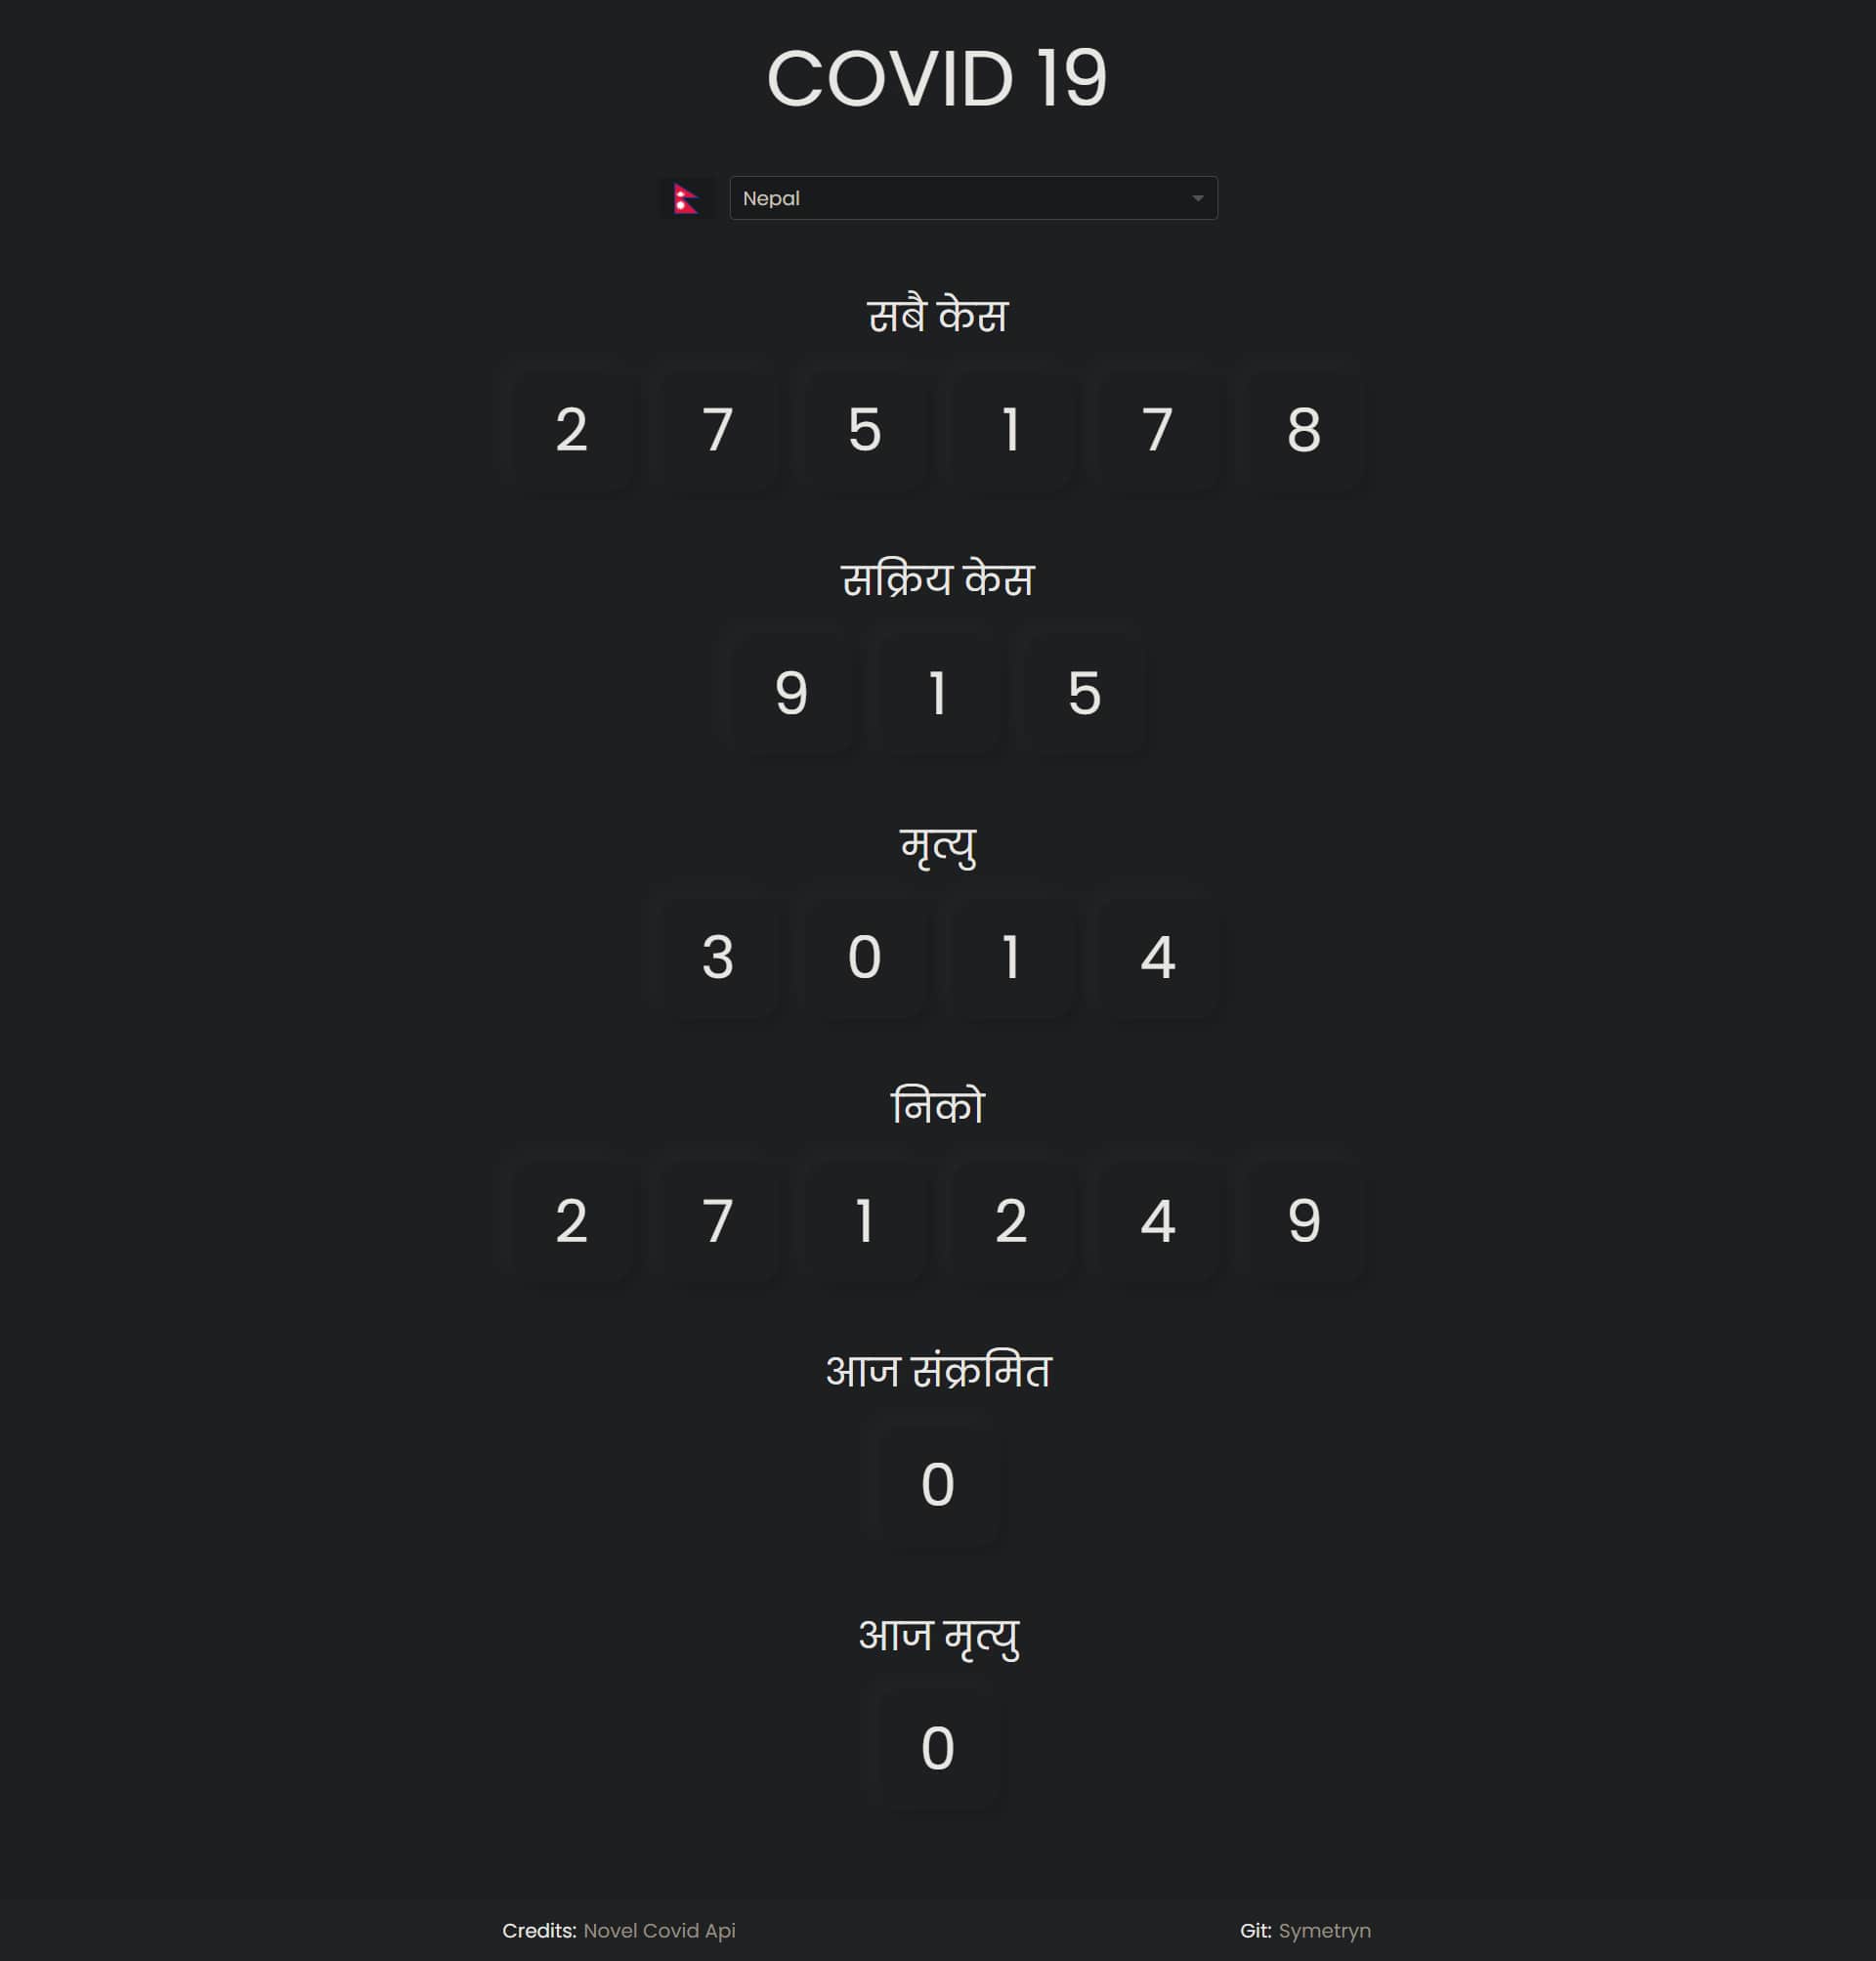 COVID 19
Nepal
सबै केस
2 7 5 1 7 8
सक्रिय केस
9 1 5
मृत्यु
3 0 1 4
निको
2 7 1 2 4 9
आज संक्रमित
0
आज मृत्यु
0
Credits: Novel Covid Api Git: Symetryn